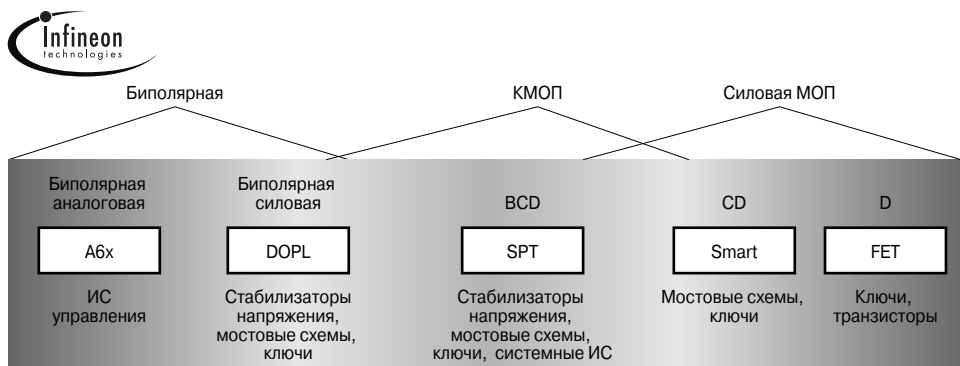 Infineon
technologies
Биполярная
КМОП
Силовая МОП
Биполярная
аналоговая
Биполярная
силовая
BCD
CD
D
A6x
DOPL
SPT
Smart
FET
ИС
управления
Стабилизаторы
напряжения,
мостовые схемы,
ключи
Стабилизаторы
напряжения,
мостовые схемы,
ключи, системные ИС
Мостовые схемы,
ключи
Ключи,
транзисторы